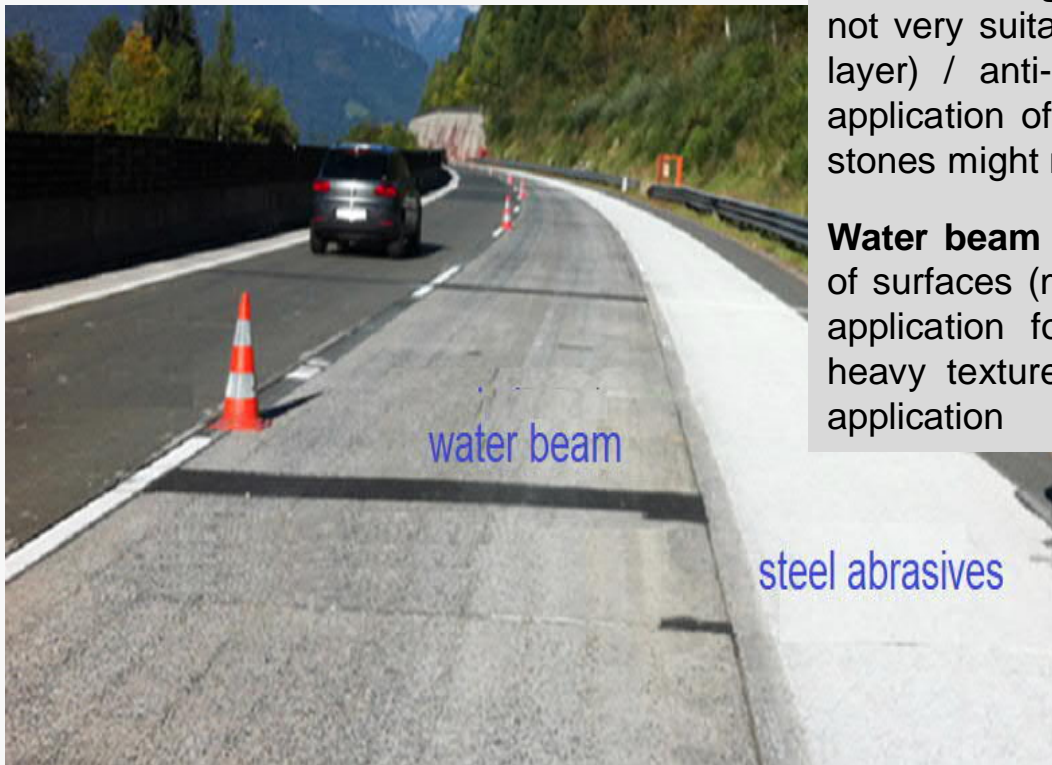 not very
layer) / anti-
application of
stones might
Water beam
of surfaces
application
heavy
application
water beam
steel abrasives